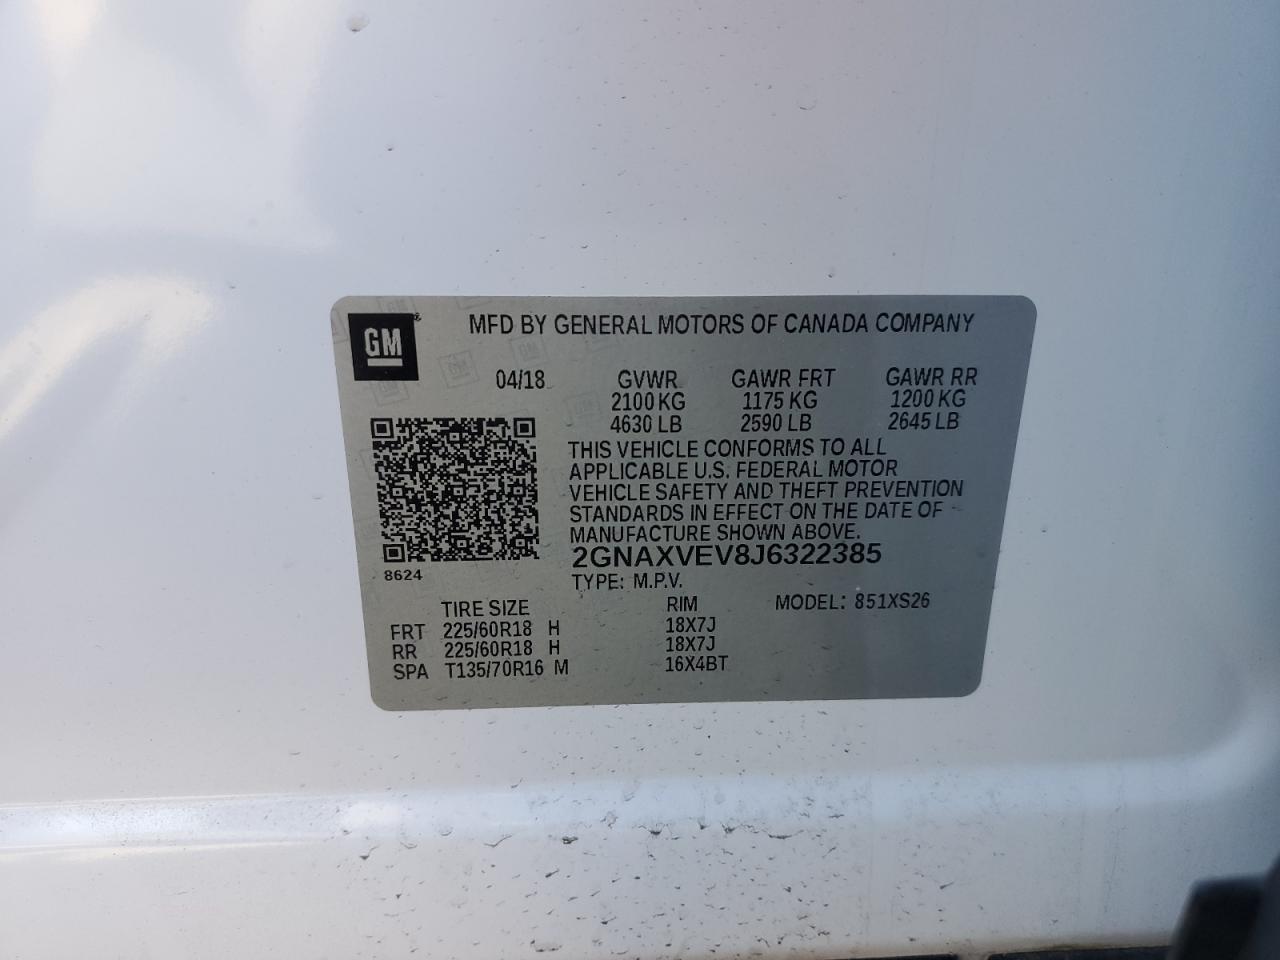 GM
MFD BY GENERAL MOTORS OF CANADA COMPANY
04/18 GVWR GAWR FRT GAWR RR
2100 KG 1175 KG 1200 KG
4630 LB 2590 LB 2645 LB
THIS VEHICLE CONFORMS TO ALL
APPLICABLE U.S. FEDERAL MOTOR
VEHICLE SAFETY AND THEFT PREVENTION
STANDARDS IN EFFECT ON THE DATE OF
MANUFACTURE SHOWN ABOVE.
2GNAXVEV8J6322385
8624
TYPE: M.P.V.
TIRE SIZE RIM MODEL: 851XS26
FRT 225/60R18 H 18X7J
RR 225/60R18 H 18X7J
SPA T135/70R16 M 16X4BT